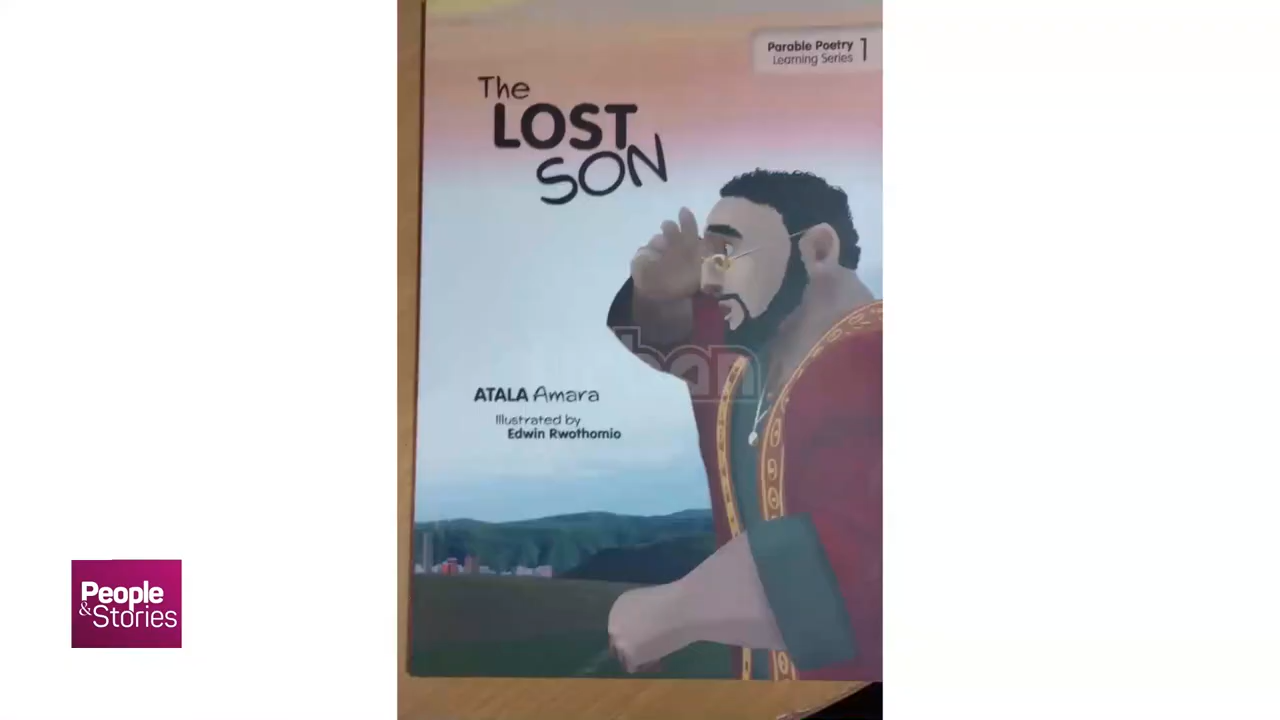 Parable Poetry
Learning Series 1
The
LOST
SON
ATALA Amara
Illustrated by
Edwin Rwothomio
People
&Stories